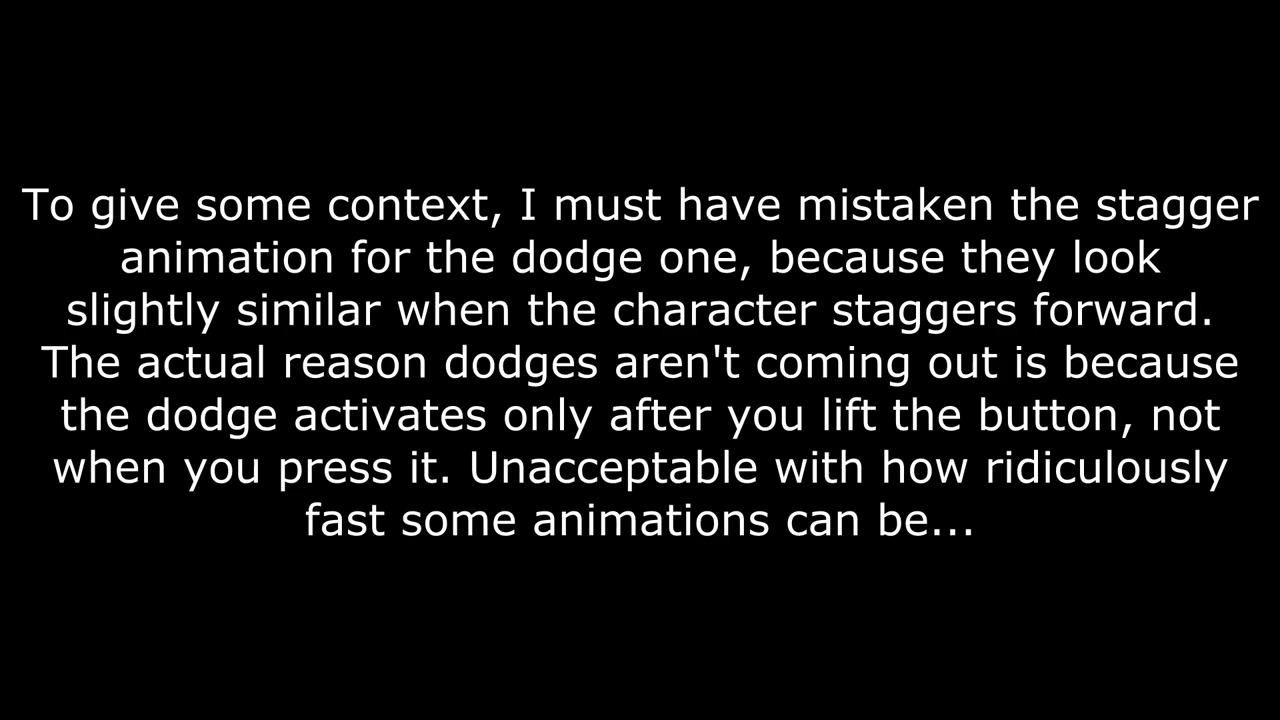 To give some context, I must have mistaken the stagger
animation for the dodge one, because they look
slightly similar when the character staggers forward.
The actual reason dodges aren't coming out is because
the dodge activates only after you lift the button, not
when you press it. Unacceptable with how ridiculously
fast some animations can be...